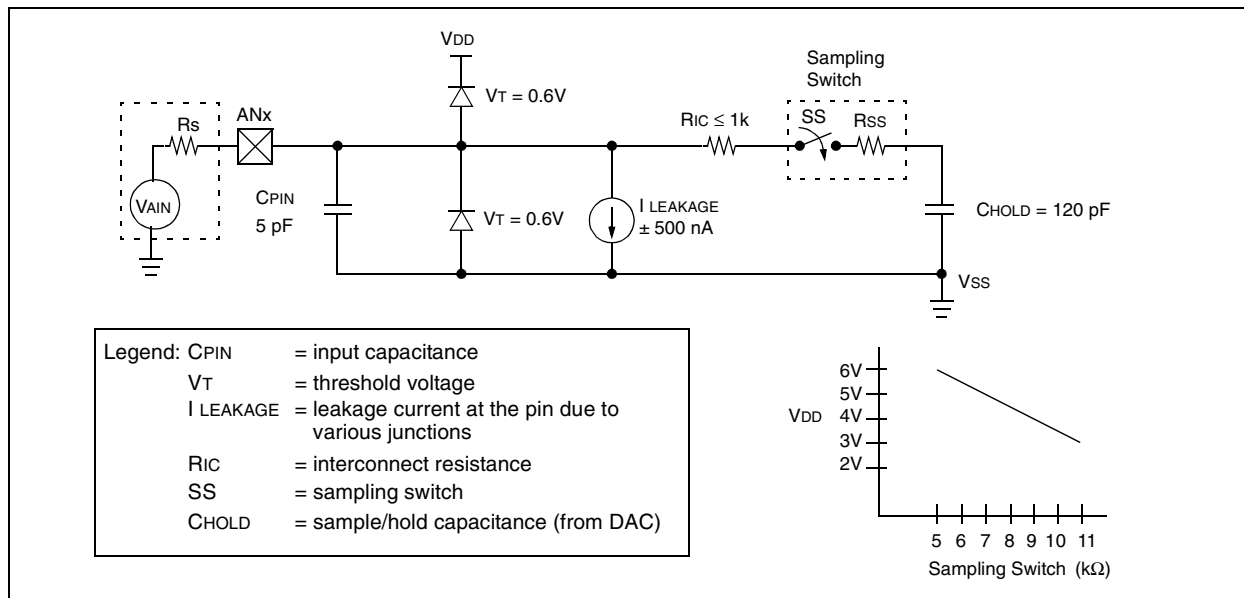 VDD
Sampling
Switch
VT = 0.6V
RIC ≤ 1k
SS
RSS
Rs
ANx
VAIN
CPIN
5 pF
VT = 0.6V
I LEAKAGE
± 500 nA
CHOLD = 120 pF
VSS
Legend: CPIN = input capacitance
VT = threshold voltage
I LEAKAGE = leakage current at the pin due to
various junctions
RIC = interconnect resistance
SS = sampling switch
CHOLD = sample/hold capacitance (from DAC)
6V
5V
VDD 4V
3V
2V
5 6 7 8 9 10 11
Sampling Switch (kΩ)